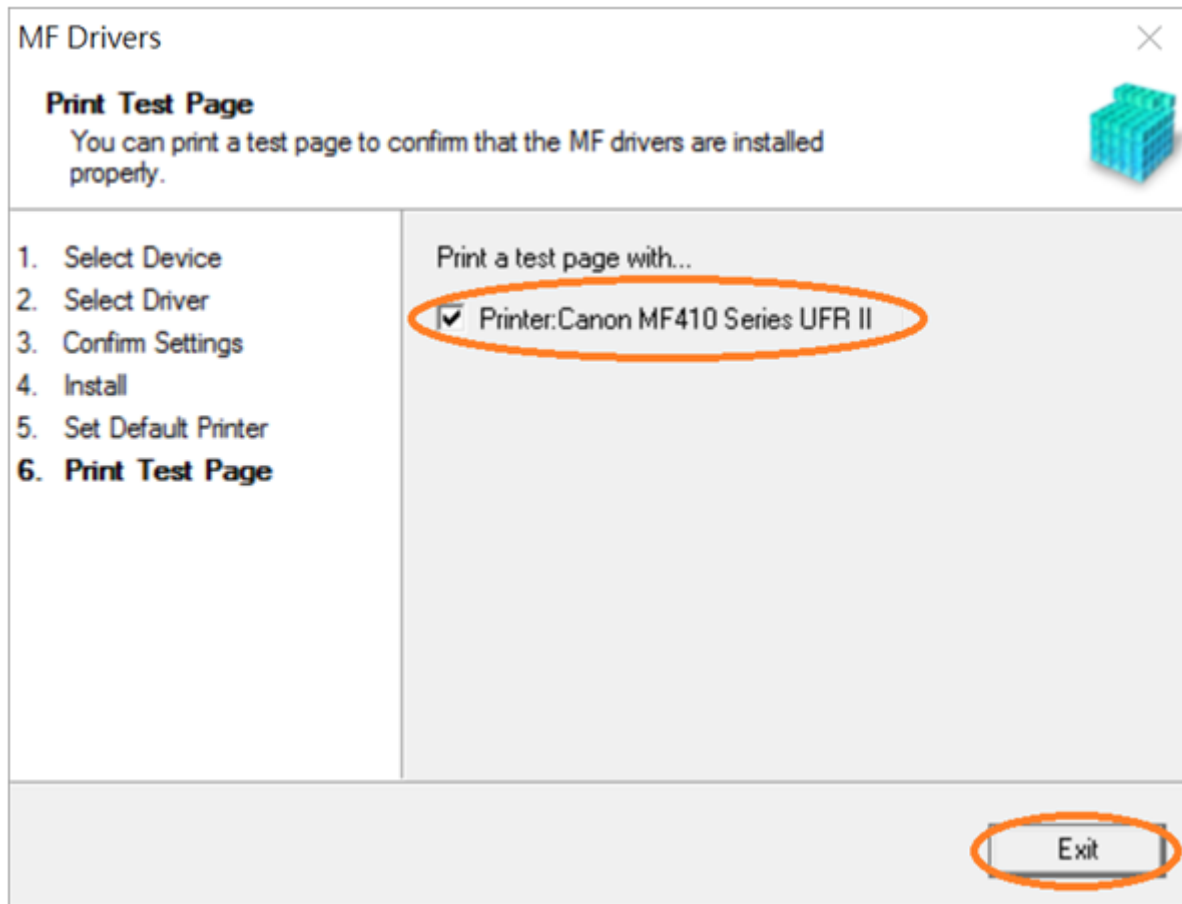 MF Drivers
Print Test Page
You can print a test page to confirm that the MF drivers are installed
properly.
1. Select Device
2. Select Driver
3. Confirm Settings
4. Install
5. Set Default Printer
6. Print Test Page
Print a test page with...
Printer:Canon MF410 Series UFR II
Exit